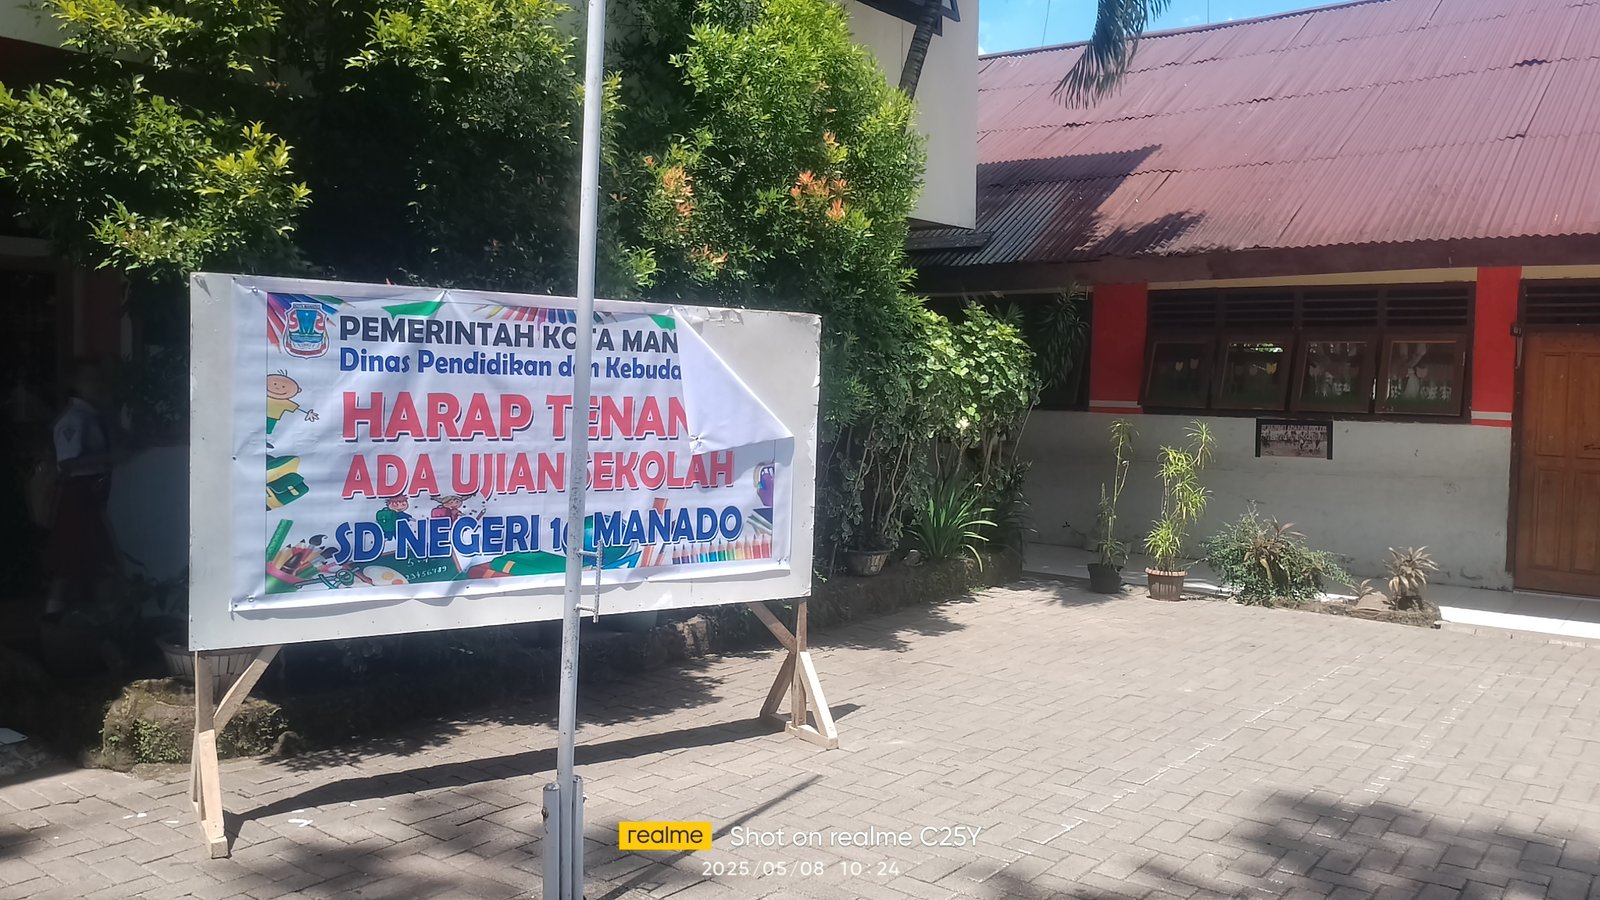 PEMERINTAH KOTA MAN
Dinas Pendidikan dan Kebuda
HARAP TENAN
ADA UJIAN SEKOLAH
SD NEGERI 1 MANADO
realme Shot on realme C25Y
2025/05/08 10:24